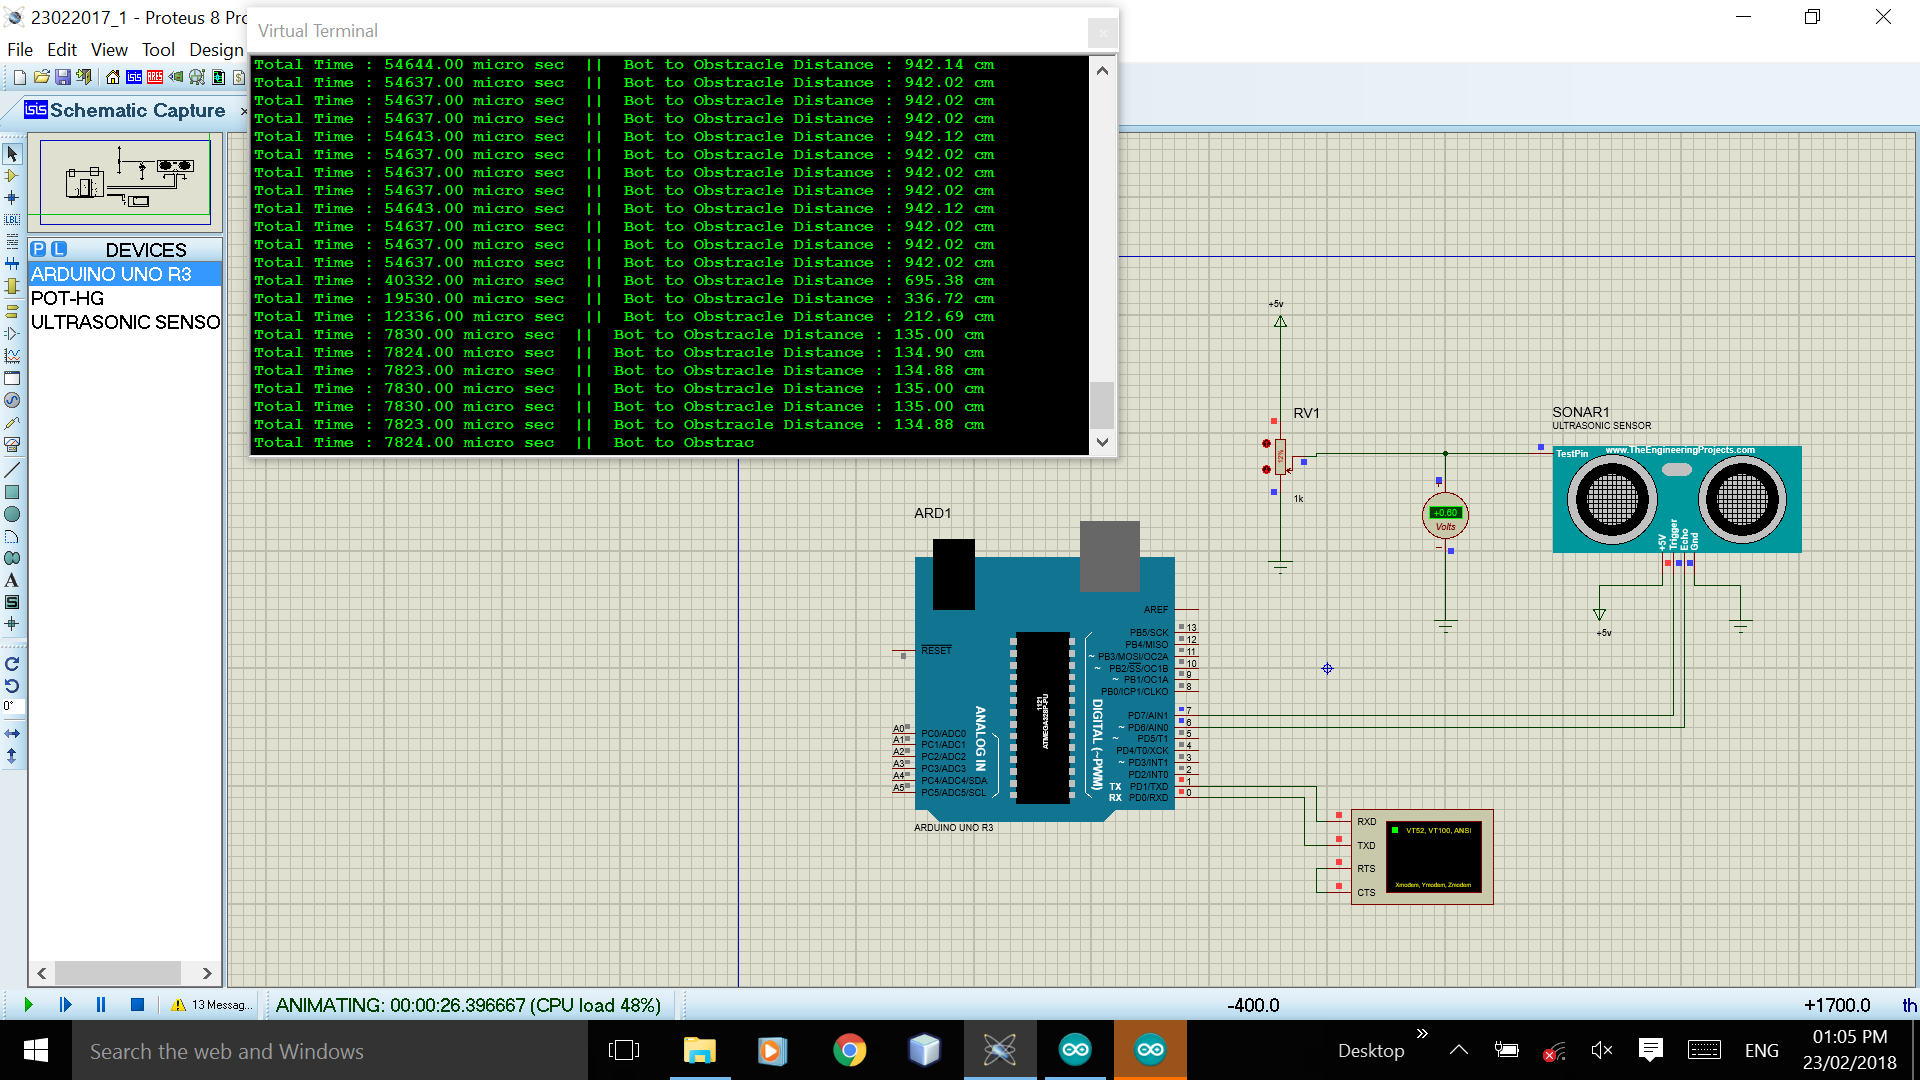 23022017_1 - Proteus 8 Pro
File Edit View Tool Design
Schematic Capture
Virtual Terminal
Total Time : 54644.00 micro sec || Bot to Obstracle Distance : 942.14 cm
Total Time : 54637.00 micro sec || Bot to Obstracle Distance : 942.02 cm
Total Time : 54637.00 micro sec || Bot to Obstracle Distance : 942.02 cm
Total Time : 54637.00 micro sec || Bot to Obstracle Distance : 942.02 cm
Total Time : 54643.00 micro sec || Bot to Obstracle Distance : 942.12 cm
Total Time : 54637.00 micro sec || Bot to Obstracle Distance : 942.02 cm
Total Time : 54637.00 micro sec || Bot to Obstracle Distance : 942.02 cm
Total Time : 54637.00 micro sec || Bot to Obstracle Distance : 942.02 cm
Total Time : 54643.00 micro sec || Bot to Obstracle Distance : 942.12 cm
Total Time : 54637.00 micro sec || Bot to Obstracle Distance : 942.02 cm
Total Time : 54637.00 micro sec || Bot to Obstracle Distance : 942.02 cm
Total Time : 54637.00 micro sec || Bot to Obstracle Distance : 942.02 cm
Total Time : 40332.00 micro sec || Bot to Obstracle Distance : 695.38 cm
Total Time : 19530.00 micro sec || Bot to Obstracle Distance : 336.72 cm
Total Time : 12336.00 micro sec || Bot to Obstracle Distance : 212.69 cm
Total Time : 7830.00 micro sec || Bot to Obstracle Distance : 135.00 cm
Total Time : 7824.00 micro sec || Bot to Obstracle Distance : 134.90 cm
Total Time : 7823.00 micro sec || Bot to Obstracle Distance : 134.88 cm
Total Time : 7830.00 micro sec || Bot to Obstracle Distance : 135.00 cm
Total Time : 7830.00 micro sec || Bot to Obstracle Distance : 135.00 cm
Total Time : 7823.00 micro sec || Bot to Obstracle Distance : 134.88 cm
Total Time : 7824.00 micro sec || Bot to Obstrac
P L DEVICES
ARDUINO UNO R3
POT-HG
ULTRASONIC SENSO
LBL
A
S
0°
+5v
RV1
12%
1k
+0.60
Volts
SONAR1
ULTRASONIC SENSOR
TestPin
www.TheEngineeringProjects.com
+5V
Trigger
Echo
Gnd
+5v
ARD1
RESET
AREF
PB5/SCK 13
PB4/MISO 12
~ PB3/MOSI/OC2A 11
~ PB2/SS/OC1B 10
~ PB1/OC1A 9
PB0/ICP1/CLKO 8
PD7/AIN1 7
~ PD6/AIN0 6
~ PD5/T1 5
PD4/T0/XCK 4
~ PD3/INT1 3
PD2/INT0 2
TX PD1/TXD 1
RX PD0/RXD 0
DIGITAL (~PWM)
1121
ATMEGA328P-PU
ANALOG IN
A0 PC0/ADC0
A1 PC1/ADC1
A2 PC2/ADC2
A3 PC3/ADC3
A4 PC4/ADC4/SDA
A5 PC5/ADC5/SCL
ARDUINO UNO R3
RXD
TXD
RTS
CTS
VT52, VT100, ANSI
Xmodem, Ymodem, Zmodem
13 Messag...
ANIMATING: 00:00:26.396667 (CPU load 48%)
-400.0
+1700.0
th
Search the web and Windows
Desktop
ENG
01:05 PM
23/02/2018